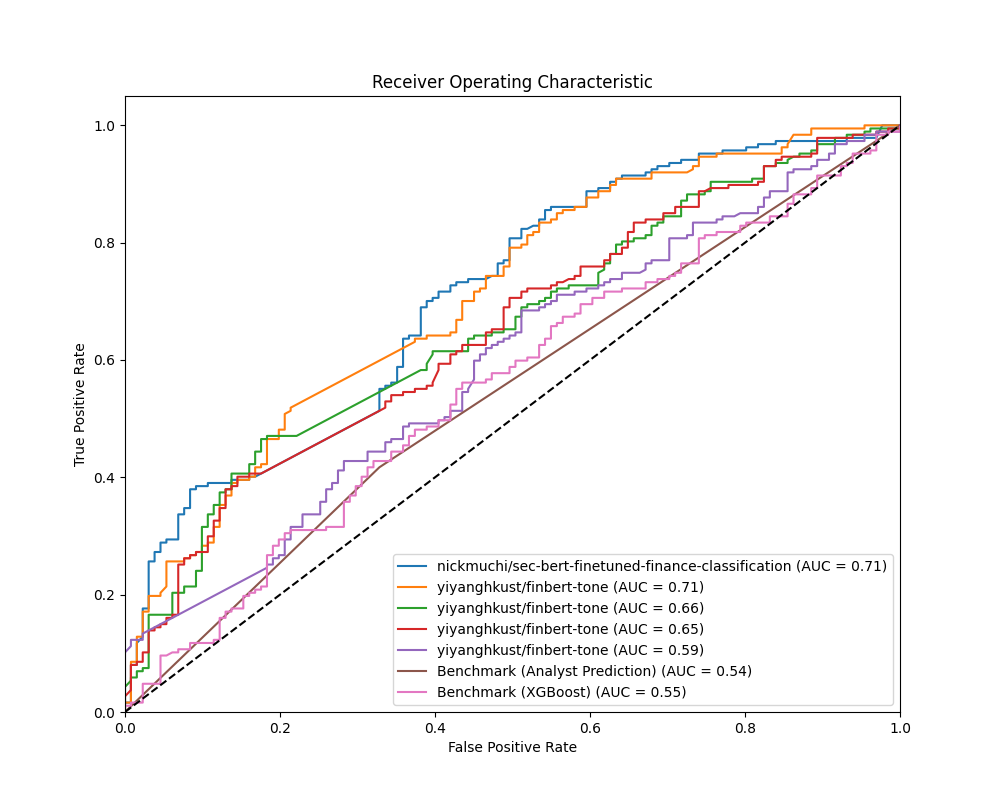 Receiver Operating Characteristic
True Positive Rate
1.0
0.8
0.6
0.4
0.2
0.0
nickmuchi/sec-bert-finetuned-finance-classification (AUC = 0.71)
yiyanghkust/finbert-tone (AUC = 0.71)
yiyanghkust/finbert-tone (AUC = 0.66)
yiyanghkust/finbert-tone (AUC = 0.65)
yiyanghkust/finbert-tone (AUC = 0.59)
Benchmark (Analyst Prediction) (AUC = 0.54)
Benchmark (XGBoost) (AUC = 0.55)
0.0 0.2 0.4 0.6 0.8 1.0
False Positive Rate